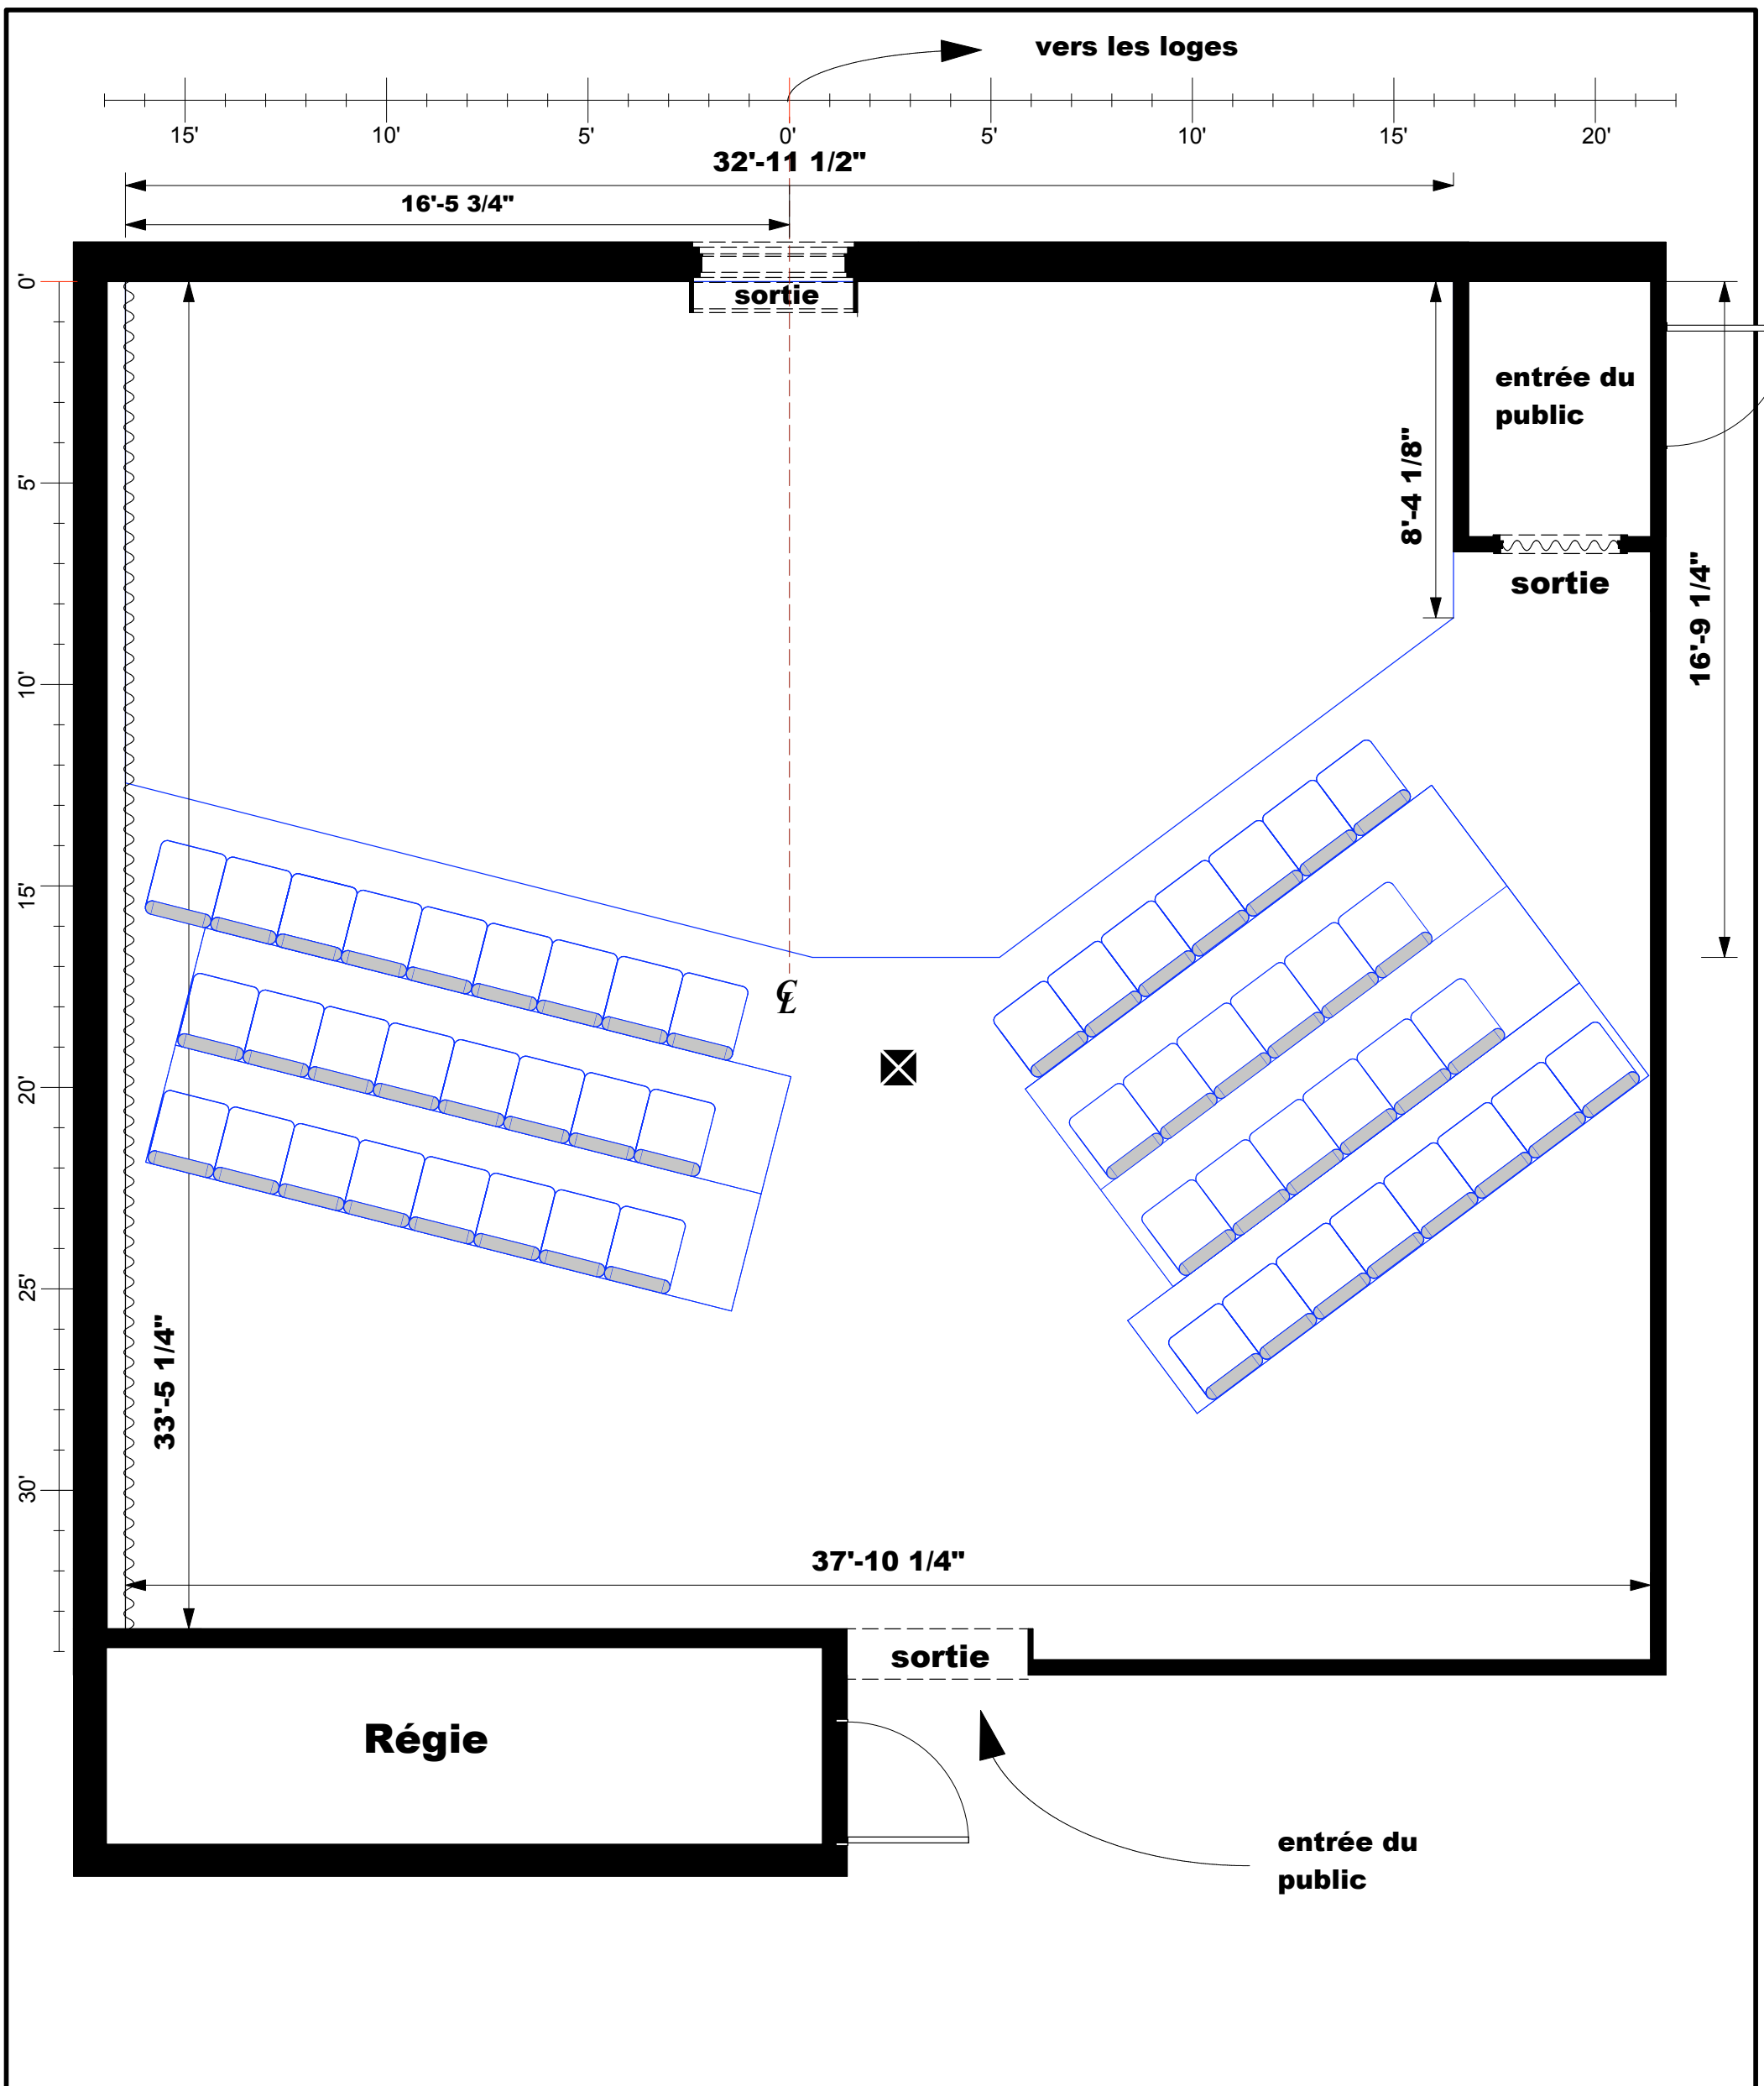 vers les loges
15' 10' 5' 0' 5' 10' 15' 20'
32'-11 1/2"
16'-5 3/4"
0'
sortie
entrée du
public
8'-4 1/8"
5'
sortie
16'-9 1/4"
10'
15'
CL
20'
25'
33'-5 1/4"
30'
37'-10 1/4"
sortie
Régie
entrée du
public